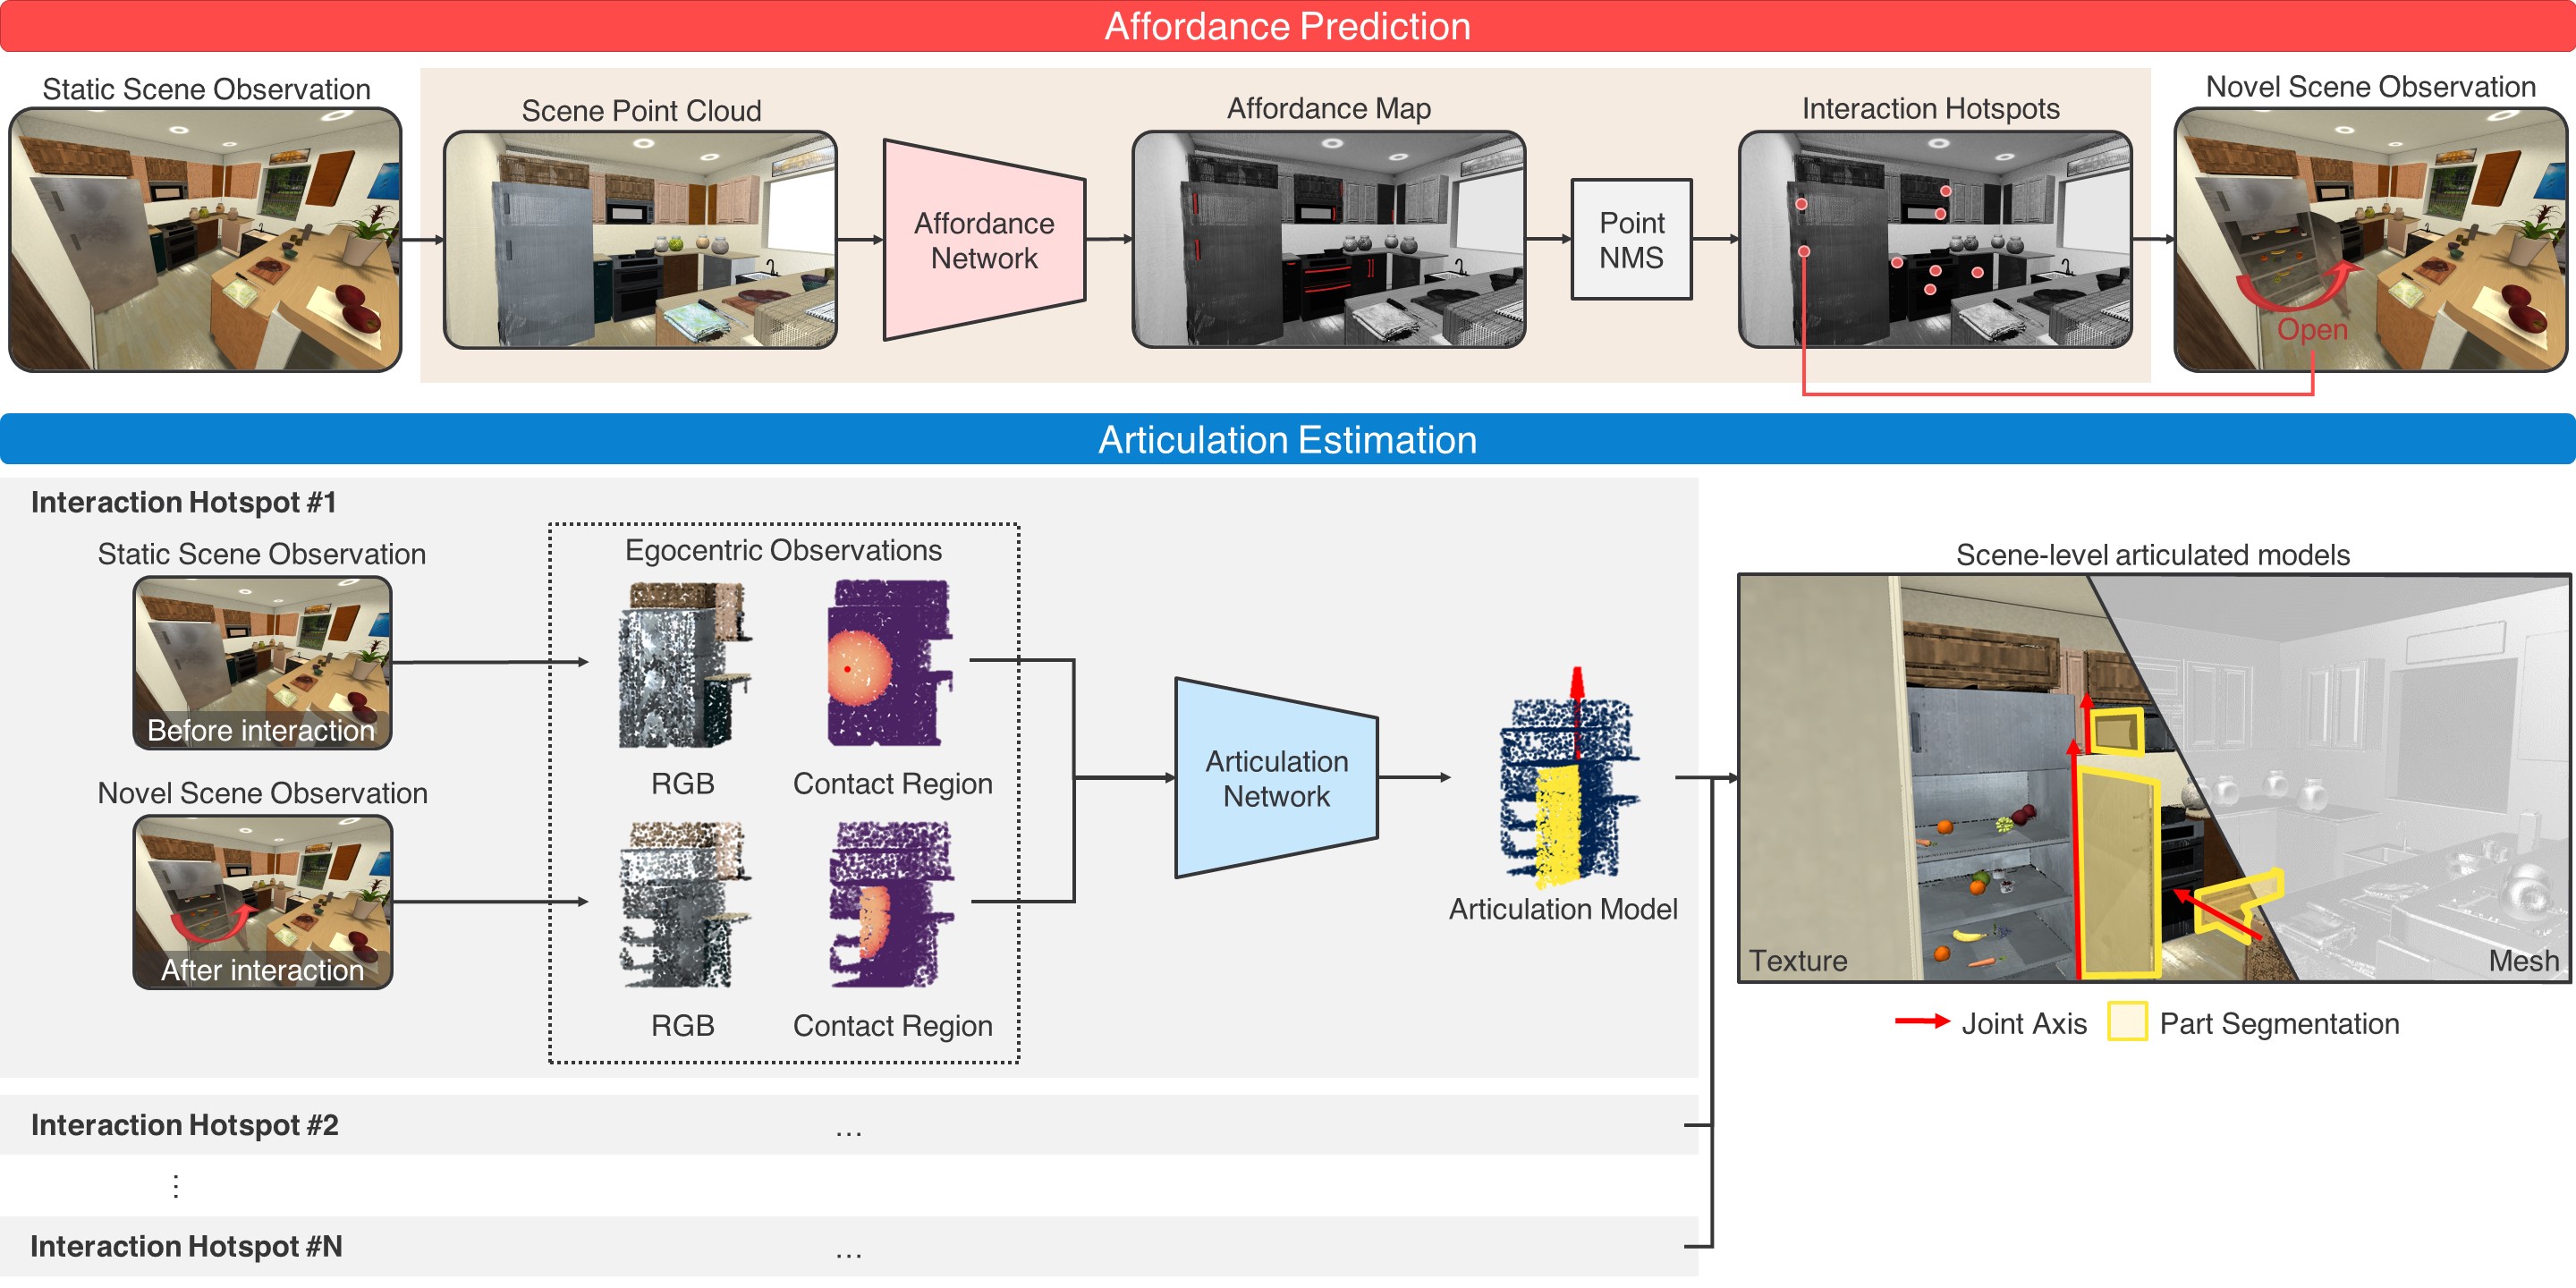 Affordance Prediction
Static Scene Observation
Scene Point Cloud
Affordance Map
Interaction Hotspots
Novel Scene Observation
Affordance
Network
Point
NMS
Open
Articulation Estimation
Interaction Hotspot #1
Static Scene Observation
Before interaction
Novel Scene Observation
After interaction
Egocentric Observations
RGB
Contact Region
RGB
Contact Region
Articulation
Network
Articulation Model
Scene-level articulated models
Texture
Mesh
Joint Axis
Part Segmentation
Interaction Hotspot #2
...
⋮
Interaction Hotspot #N
...